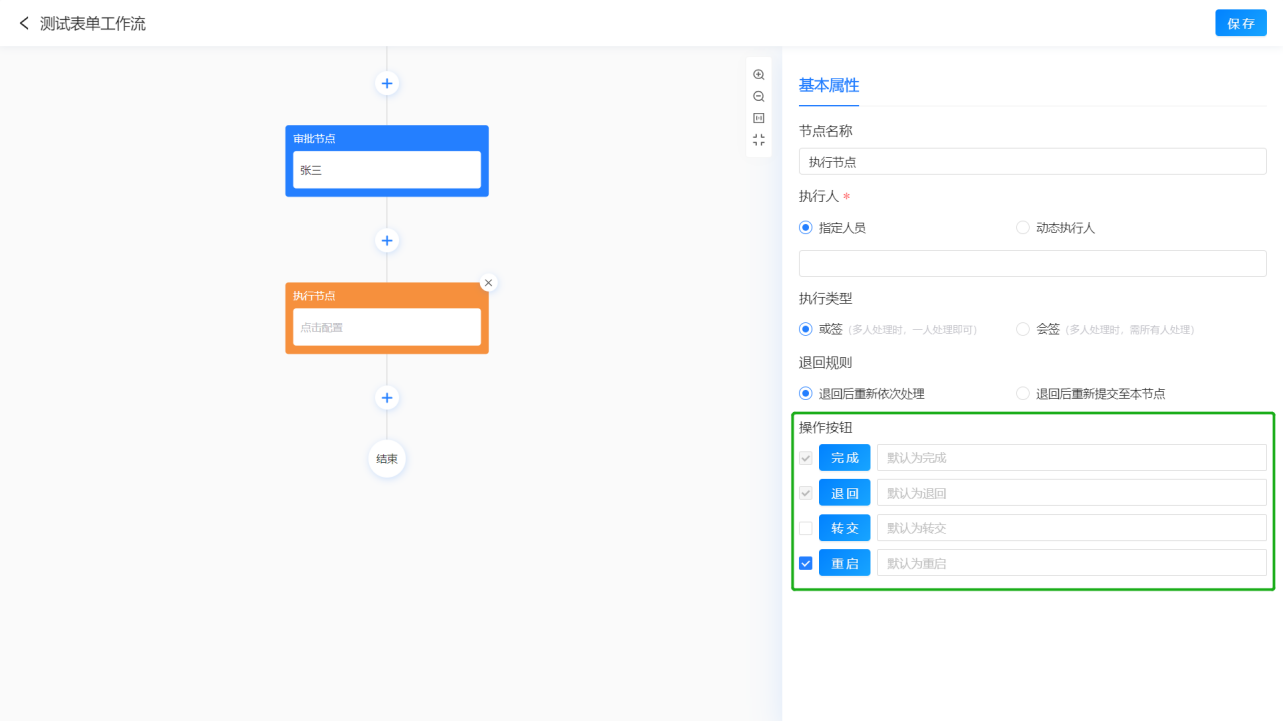 测试表单工作流
保存
审批节点
张三
执行节点
点击配置
结束
基本属性
节点名称
执行节点
执行人 *
指定人员 动态执行人
执行类型
或签（多人处理时，一人处理即可） 会签（多人处理时，需所有人处理）
退回规则
退回后重新依次处理 退回后重新提交至本节点
操作按钮
完成 默认为完成
退回 默认为退回
转交 默认为转交
重启 默认为重启